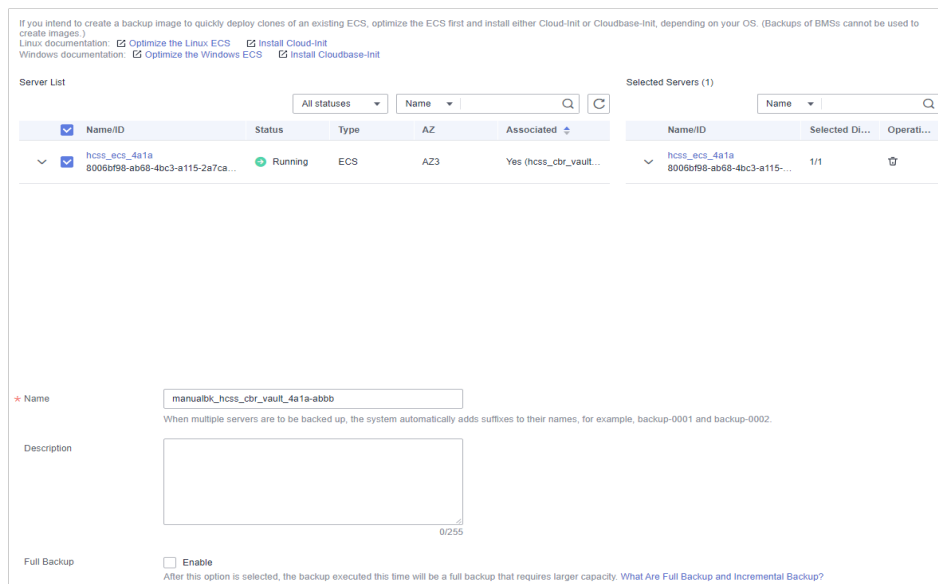 If you intend to create a backup image to quickly deploy clones of an existing ECS, optimize the ECS first and install either Cloud-Init or Cloudbase-Init, depending on your OS. (Backups of BMSs cannot be used to
create images.)
Linux documentation: Optimize the Linux ECS Install Cloud-Init
Windows documentation: Optimize the Windows ECS Install Cloudbase-Init
Server List
All statuses Name
Name/ID Status Type AZ Associated
hcss_ecs_4a1a
8006bf98-ab68-4bc3-a115-2a7ca... Running ECS AZ3 Yes (hcss_cbr_vault...
Selected Servers (1)
Name
Name/ID Selected Di... Operati...
hcss_ecs_4a1a
8006bf98-ab68-4bc3-a115-... 1/1
* Name manualbk_hcss_cbr_vault_4a1a-abbb
When multiple servers are to be backed up, the system automatically adds suffixes to their names, for example, backup-0001 and backup-0002.
Description
0/255
Full Backup Enable
After this option is selected, the backup executed this time will be a full backup that requires larger capacity. What Are Full Backup and Incremental Backup?